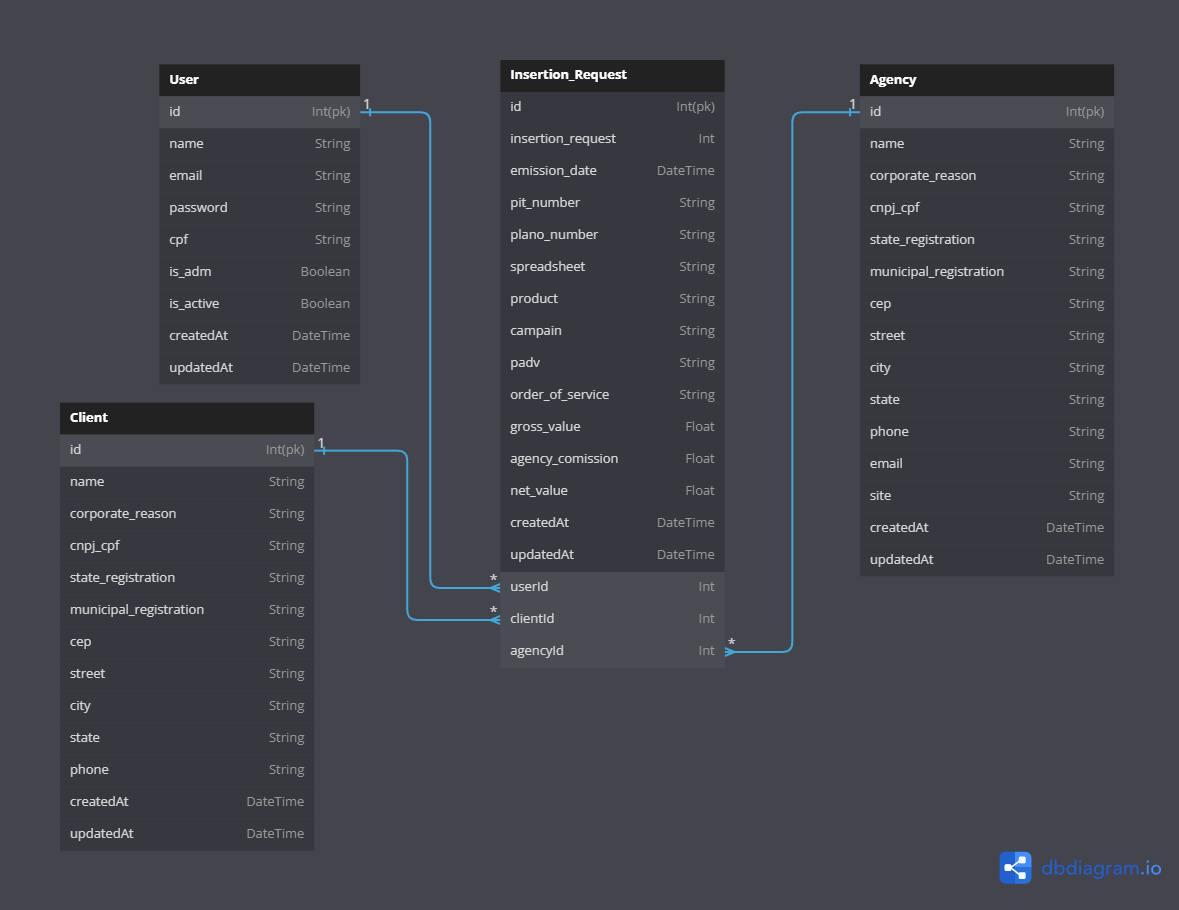 User
id Int(pk)
name String
email String
password String
cpf String
is_adm Boolean
is_active Boolean
createdAt DateTime
updatedAt DateTime
1
Client
id Int(pk)
name String
corporate_reason String
cnpj_cpf String
state_registration String
municipal_registration String
cep String
street String
city String
state String
phone String
createdAt DateTime
updatedAt DateTime
1
Insertion_Request
id Int(pk)
insertion_request Int
emission_date DateTime
pit_number String
plano_number String
spreadsheet String
product String
campain String
padv String
order_of_service String
gross_value Float
agency_comission Float
net_value Float
createdAt DateTime
updatedAt DateTime
* userId Int
* clientId Int
agencyId Int *
1
Agency
id Int(pk)
name String
corporate_reason String
cnpj_cpf String
state_registration String
municipal_registration String
cep String
street String
city String
state String
phone String
email String
site String
createdAt DateTime
updatedAt DateTime
dbdiagram.io